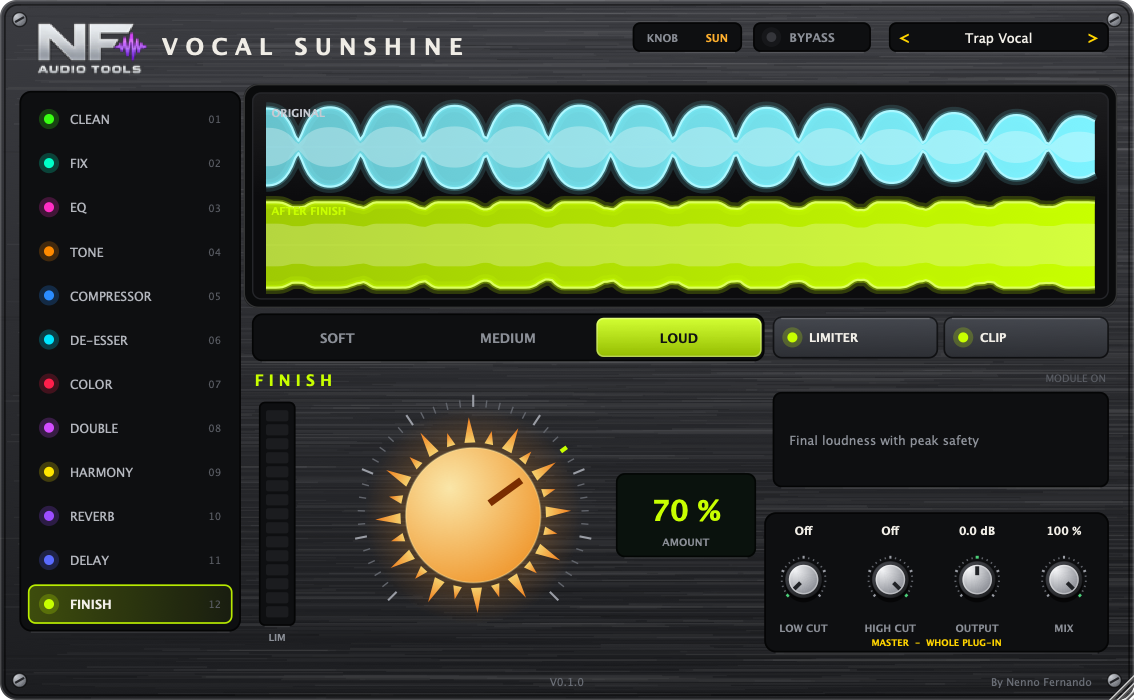 NF
AUDIO TOOLS
VOCAL SUNSHINE
KNOB SUN
BYPASS
< Trap Vocal >
CLEAN 01
FIX 02
EQ 03
TONE 04
COMPRESSOR 05
DE-ESSER 06
COLOR 07
DOUBLE 08
HARMONY 09
REVERB 10
DELAY 11
FINISH 12
ORIGINAL
AFTER FINISH
SOFT MEDIUM LOUD
LIMITER
CLIP
FINISH
MODULE ON
LIM
70 %
AMOUNT
Final loudness with peak safety
Off Off 0.0 dB 100 %
LOW CUT HIGH CUT OUTPUT MIX
MASTER – WHOLE PLUG-IN
V0.1.0
By Nenno Fernando